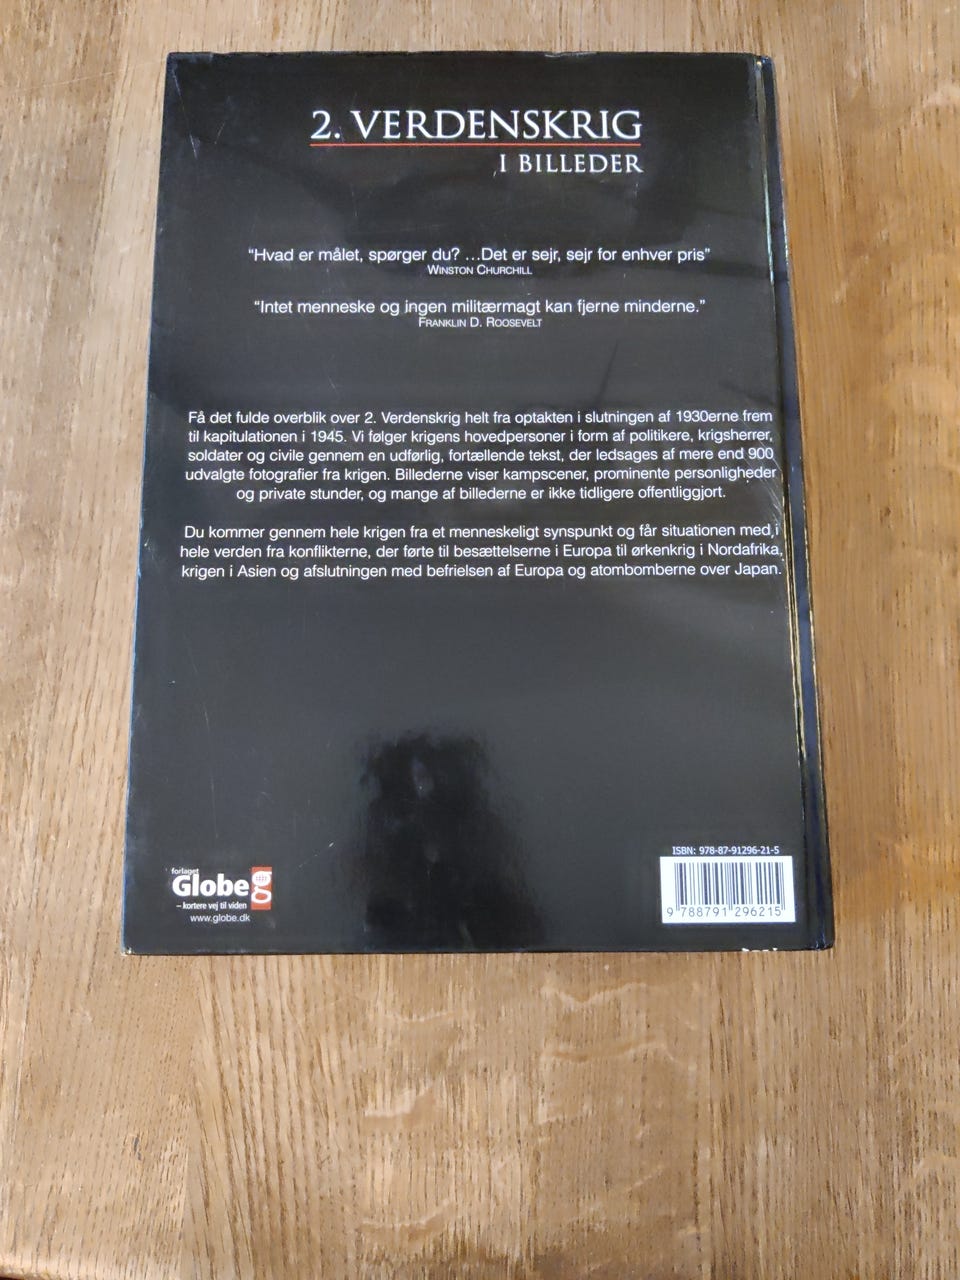 2. VERDENSKRIG
I BILLEDER
“Hvad er målet, spørger du? ...Det er sejr, sejr for enhver pris”
WINSTON CHURCHILL
“Intet menneske og ingen militærmagt kan fjerne minderne.”
FRANKLIN D. ROOSEVELT
Få det fulde overblik over 2. Verdenskrig helt fra optakten i slutningen af 1930erne frem
til kapitulationen i 1945. Vi følger krigens hovedpersoner i form af politikere, krigsherrer,
soldater og civile gennem en udførlig, fortællende tekst, der ledsages af mere end 900
udvalgte fotografier fra krigen. Billederne viser kampscener, prominente personligheder
og private stunder, og mange af billederne er ikke tidligere offentliggjort.
Du kommer gennem hele krigen fra et menneskeligt synspunkt og får situationen med i
hele verden fra konflikterne, der førte til besættelserne i Europa til ørkenkrig i Nordafrika,
krigen i Asien og afslutningen med befrielsen af Europa og atombomberne over Japan.
forlaget
Globe g
– kortere vej til viden
www.globe.dk
ISBN: 978-87-91296-21-5
9 788791 296215